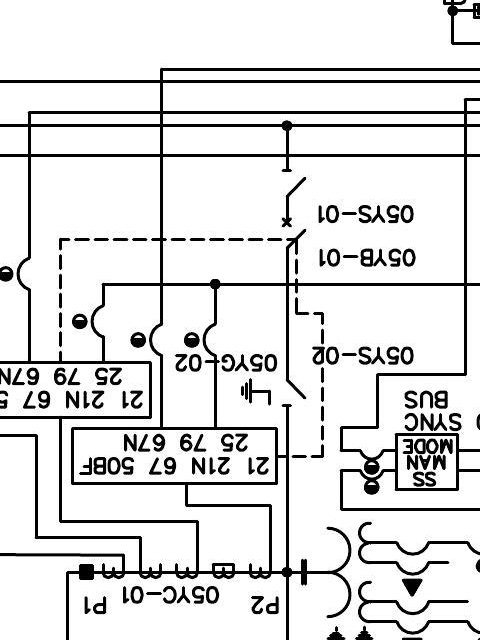 P2
05YC-01
P1
SS
MAN
MODE
21 21N 67 50BF
25 79 67N
SYNC
BUS
21 21N 67 5
25 79 67N
05YG-02
05YS-02
05YB-01
05YS-01